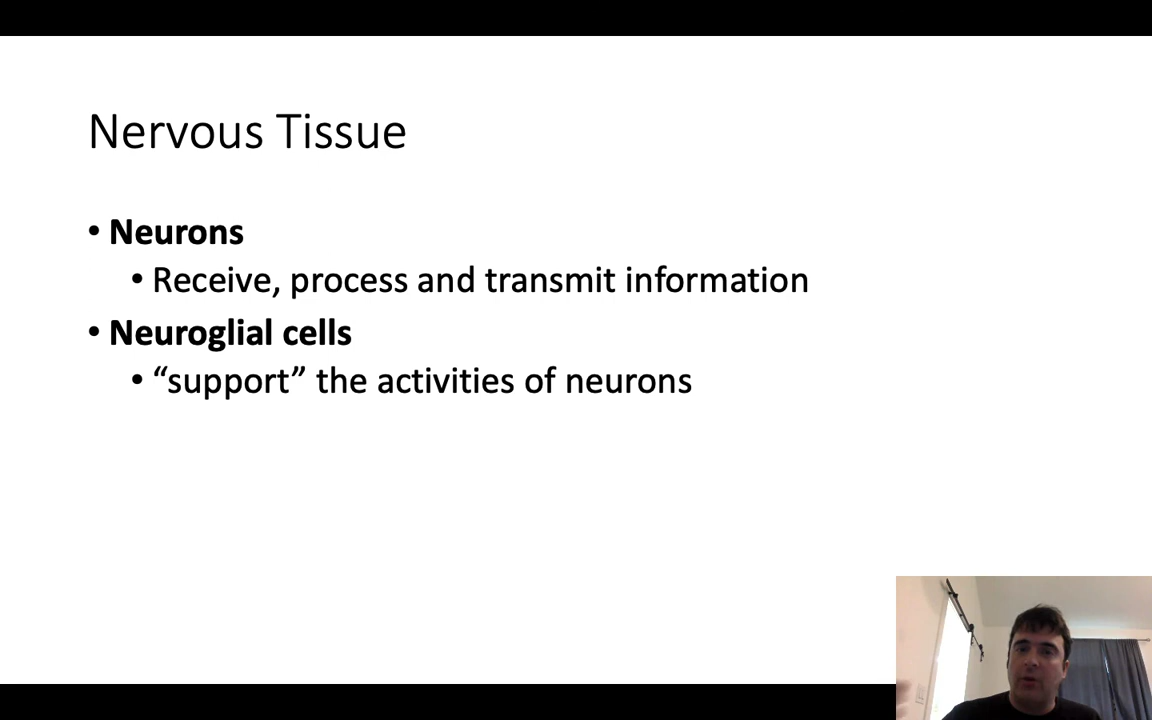 Nervous Tissue
• Neurons
• Receive, process and transmit information
• Neuroglial cells
• “support” the activities of neurons